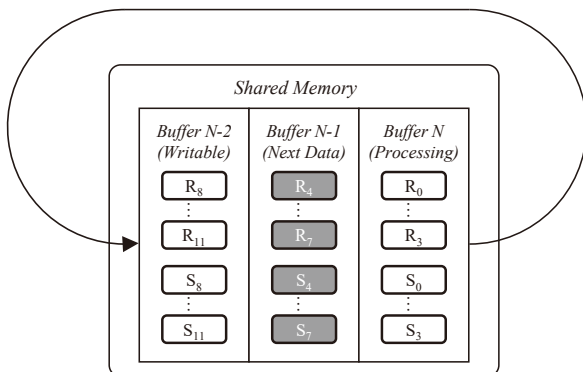 Shared Memory
Buffer N-2
(Writable)
R8
⋮
R11
S8
⋮
S11
Buffer N-1
(Next Data)
R4
⋮
R7
S4
⋮
S7
Buffer N
(Processing)
R0
⋮
R3
S0
⋮
S3